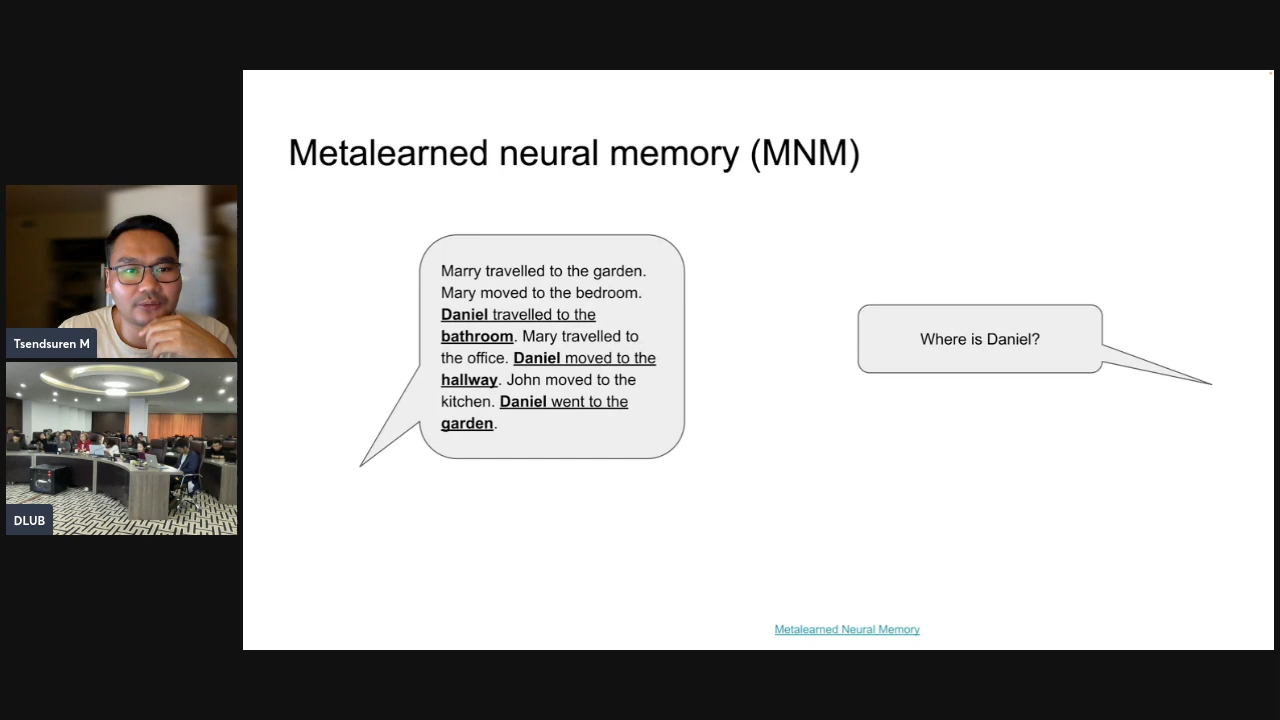 Metalearned neural memory (MNM)
Marry travelled to the garden.
Mary moved to the bedroom.
Daniel travelled to the
bathroom. Mary travelled to
the office. Daniel moved to the
hallway. John moved to the
kitchen. Daniel went to the
garden.
Where is Daniel?
Tsendsuren M
DLUB
Metalearned Neural Memory